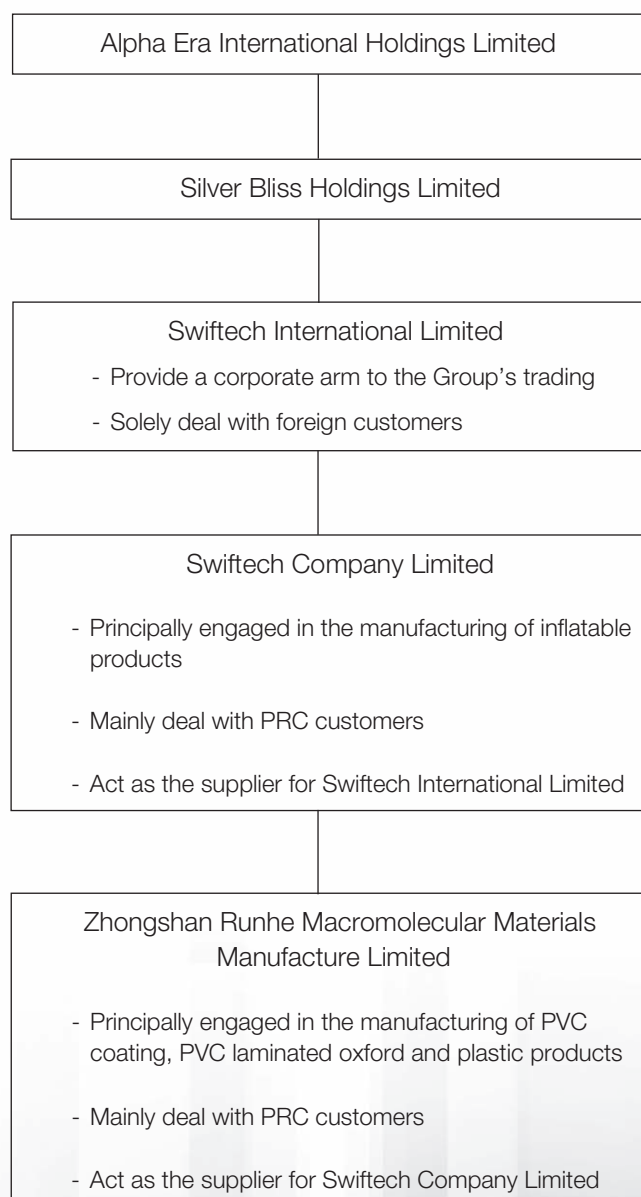 Alpha Era International Holdings Limited
Silver Bliss Holdings Limited
Swiftech International Limited
- Provide a corporate arm to the Group's trading
- Solely deal with foreign customers
Swiftech Company Limited
- Principally engaged in the manufacturing of inflatable
products
- Mainly deal with PRC customers
- Act as the supplier for Swiftech International Limited
Zhongshan Runhe Macromolecular Materials
Manufacture Limited
- Principally engaged in the manufacturing of PVC
coating, PVC laminated oxford and plastic products
- Mainly deal with PRC customers
- Act as the supplier for Swiftech Company Limited